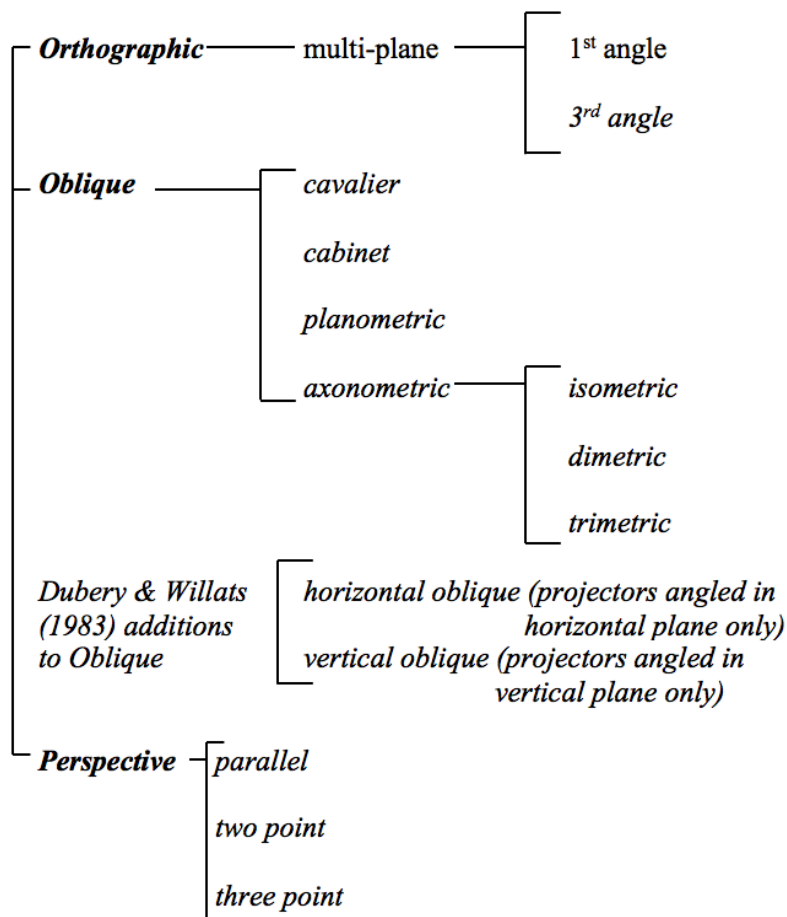 Orthographic multi-plane 1st angle
3rd angle
Oblique cavalier
cabinet
planometric
axonometric isometric
dimetric
trimetric
Dubery & Willats horizontal oblique (projectors angled in
(1983) additions horizontal plane only)
to Oblique vertical oblique (projectors angled in
vertical plane only)
Perspective parallel
two point
three point